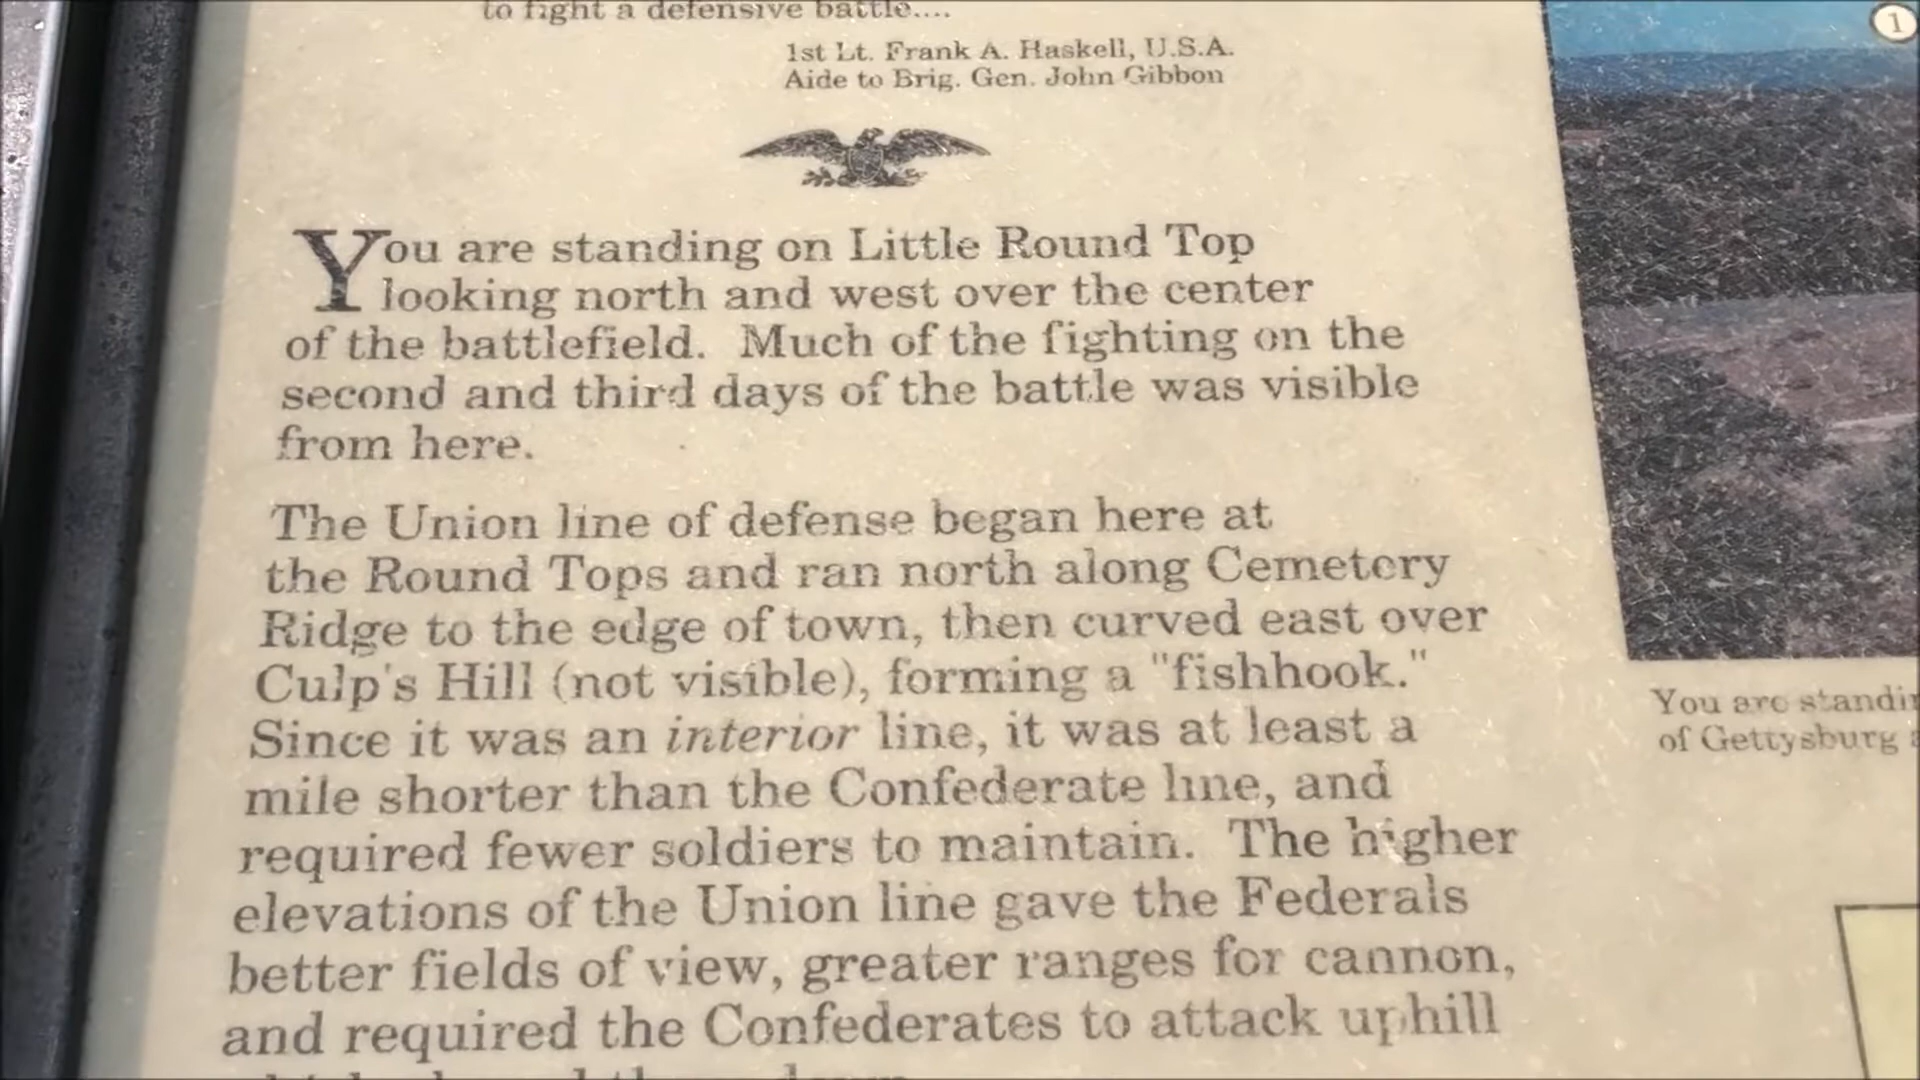 to fight a defensive battle....
1st Lt. Frank A. Haskell, U.S.A.
Aide to Brig. Gen. John Gibbon
You are standing on Little Round Top
looking north and west over the center
of the battlefield. Much of the fighting on the
second and third days of the battle was visible
from here.
The Union line of defense began here at
the Round Tops and ran north along Cemetery
Ridge to the edge of town, then curved east over
Culp's Hill (not visible), forming a "fishhook."
Since it was an interior line, it was at least a
mile shorter than the Confederate line, and
required fewer soldiers to maintain. The higher
elevations of the Union line gave the Federals
better fields of view, greater ranges for cannon,
and required the Confederates to attack uphill
1
You are
of Gettysburg